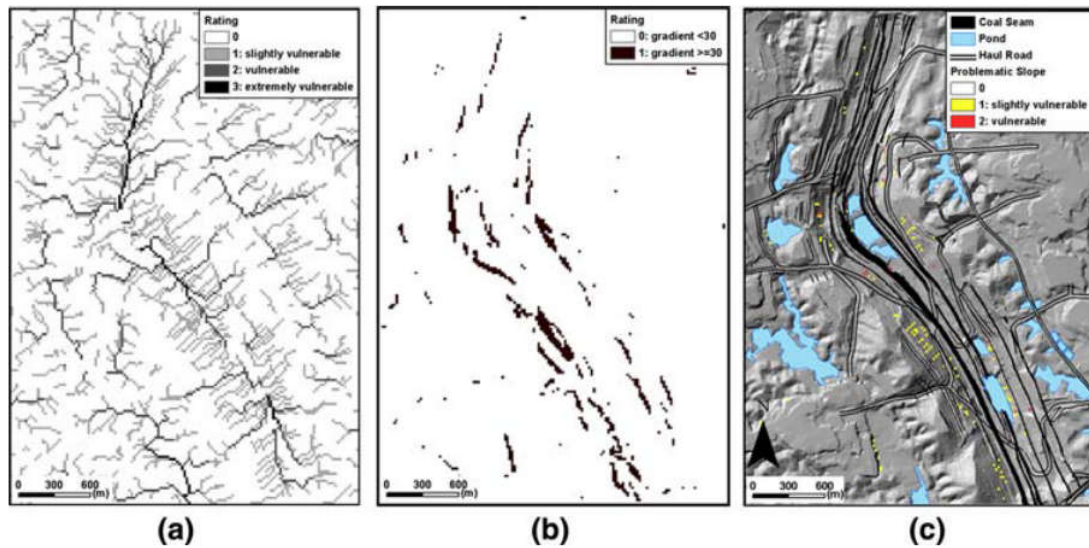 Rating
0
1: slightly vulnerable
2: vulnerable
3: extremely vulnerable
0 300 600 (m)
(a)
Rating
0: gradient <30
1: gradient >=30
0 300 600 (m)
(b)
Coal Seam
Pond
Haul Road
Problematic Slope
0
1: slightly vulnerable
2: vulnerable
0 300 600 (m)
(c)